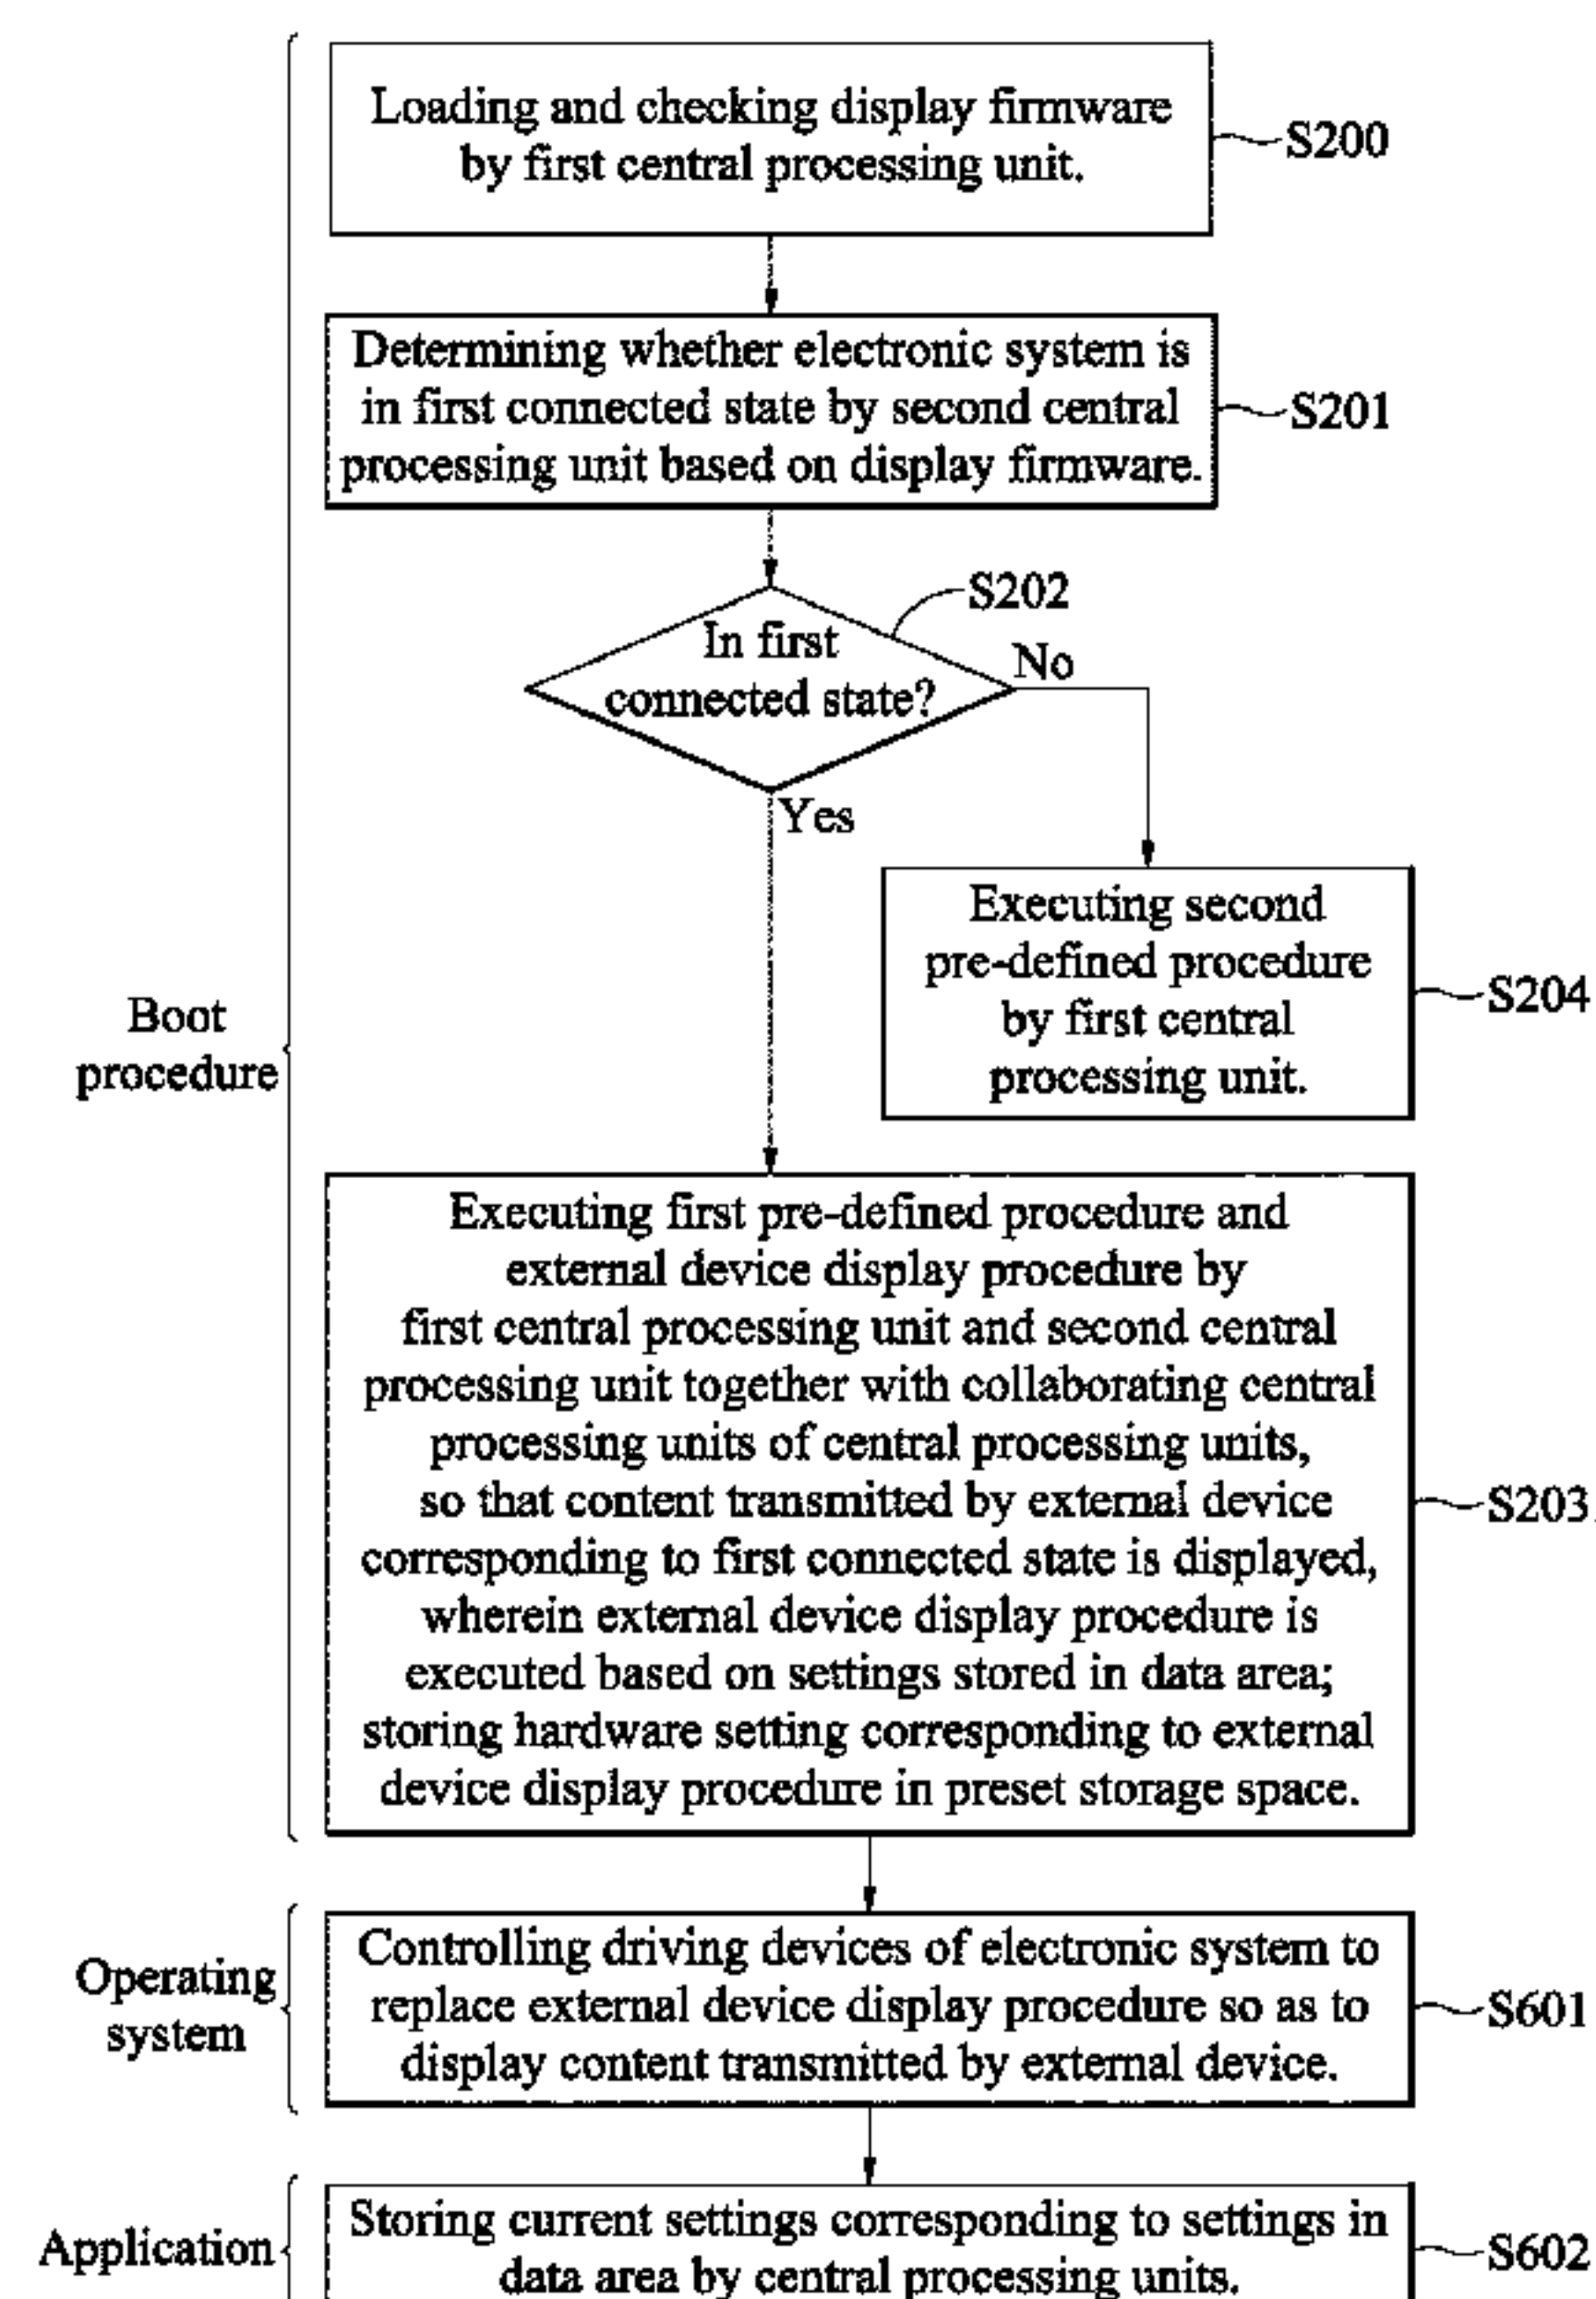 Loading and checking display firmware
by first central processing unit.
S200
Determining whether electronic system is
in first connected state by second central
processing unit based on display firmware.
S201
S202
In first
connected state?
No
Yes
Executing second
pre-defined procedure
by first central
processing unit.
S204
Boot
procedure
Executing first pre-defined procedure and
external device display procedure by
first central processing unit and second central
processing unit together with collaborating central
processing units of central processing units,
so that content transmitted by external device
corresponding to first connected state is displayed,
wherein external device display procedure is
executed based on settings stored in data area;
storing hardware setting corresponding to external
device display procedure in preset storage space.
S203
Operating
system
Controlling driving devices of electronic system to
replace external device display procedure so as to
display content transmitted by external device.
S601
Application
Storing current settings corresponding to settings in
data area by central processing units.
S602